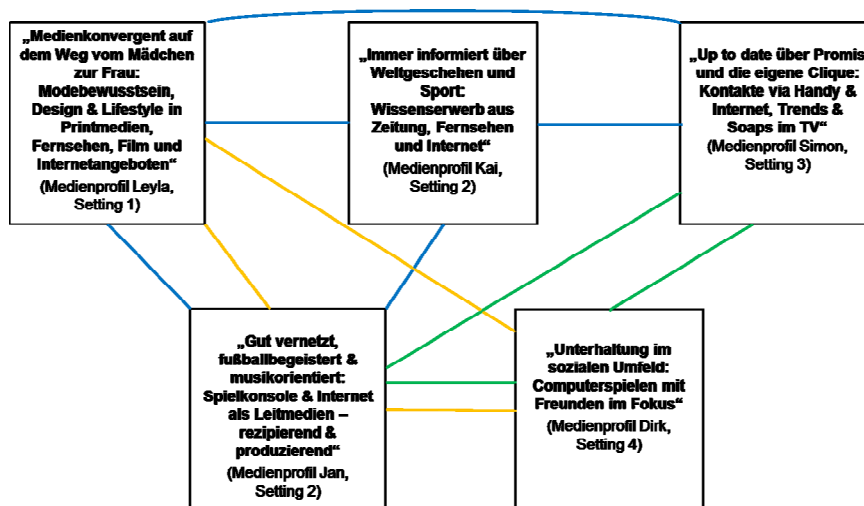 „Medienkonvergent auf
dem Weg vom Mädchen
zur Frau:
Modebewusstsein,
Design & Lifestyle in
Printmedien,
Fernsehen, Film und
Internetangeboten“
(Medienprofil Leyla,
Setting 1)
„Immer informiert über
Weltgeschehen und
Sport:
Wissenserwerb aus
Zeitung, Fernsehen
und Internet“
(Medienprofil Kai,
Setting 2)
„Up to date über Promis
und die eigene Clique:
Kontakte via Handy &
Internet, Trends &
Soaps im TV“
(Medienprofil Simon,
Setting 3)
„Gut vernetzt,
fußballbegeistert &
musikorientiert:
Spielkonsole & Internet
als Leitmedien –
rezipierend &
produzierend“
(Medienprofil Jan,
Setting 2)
„Unterhaltung im
sozialen Umfeld:
Computerspielen mit
Freunden im Fokus“
(Medienprofil Dirk,
Setting 4)